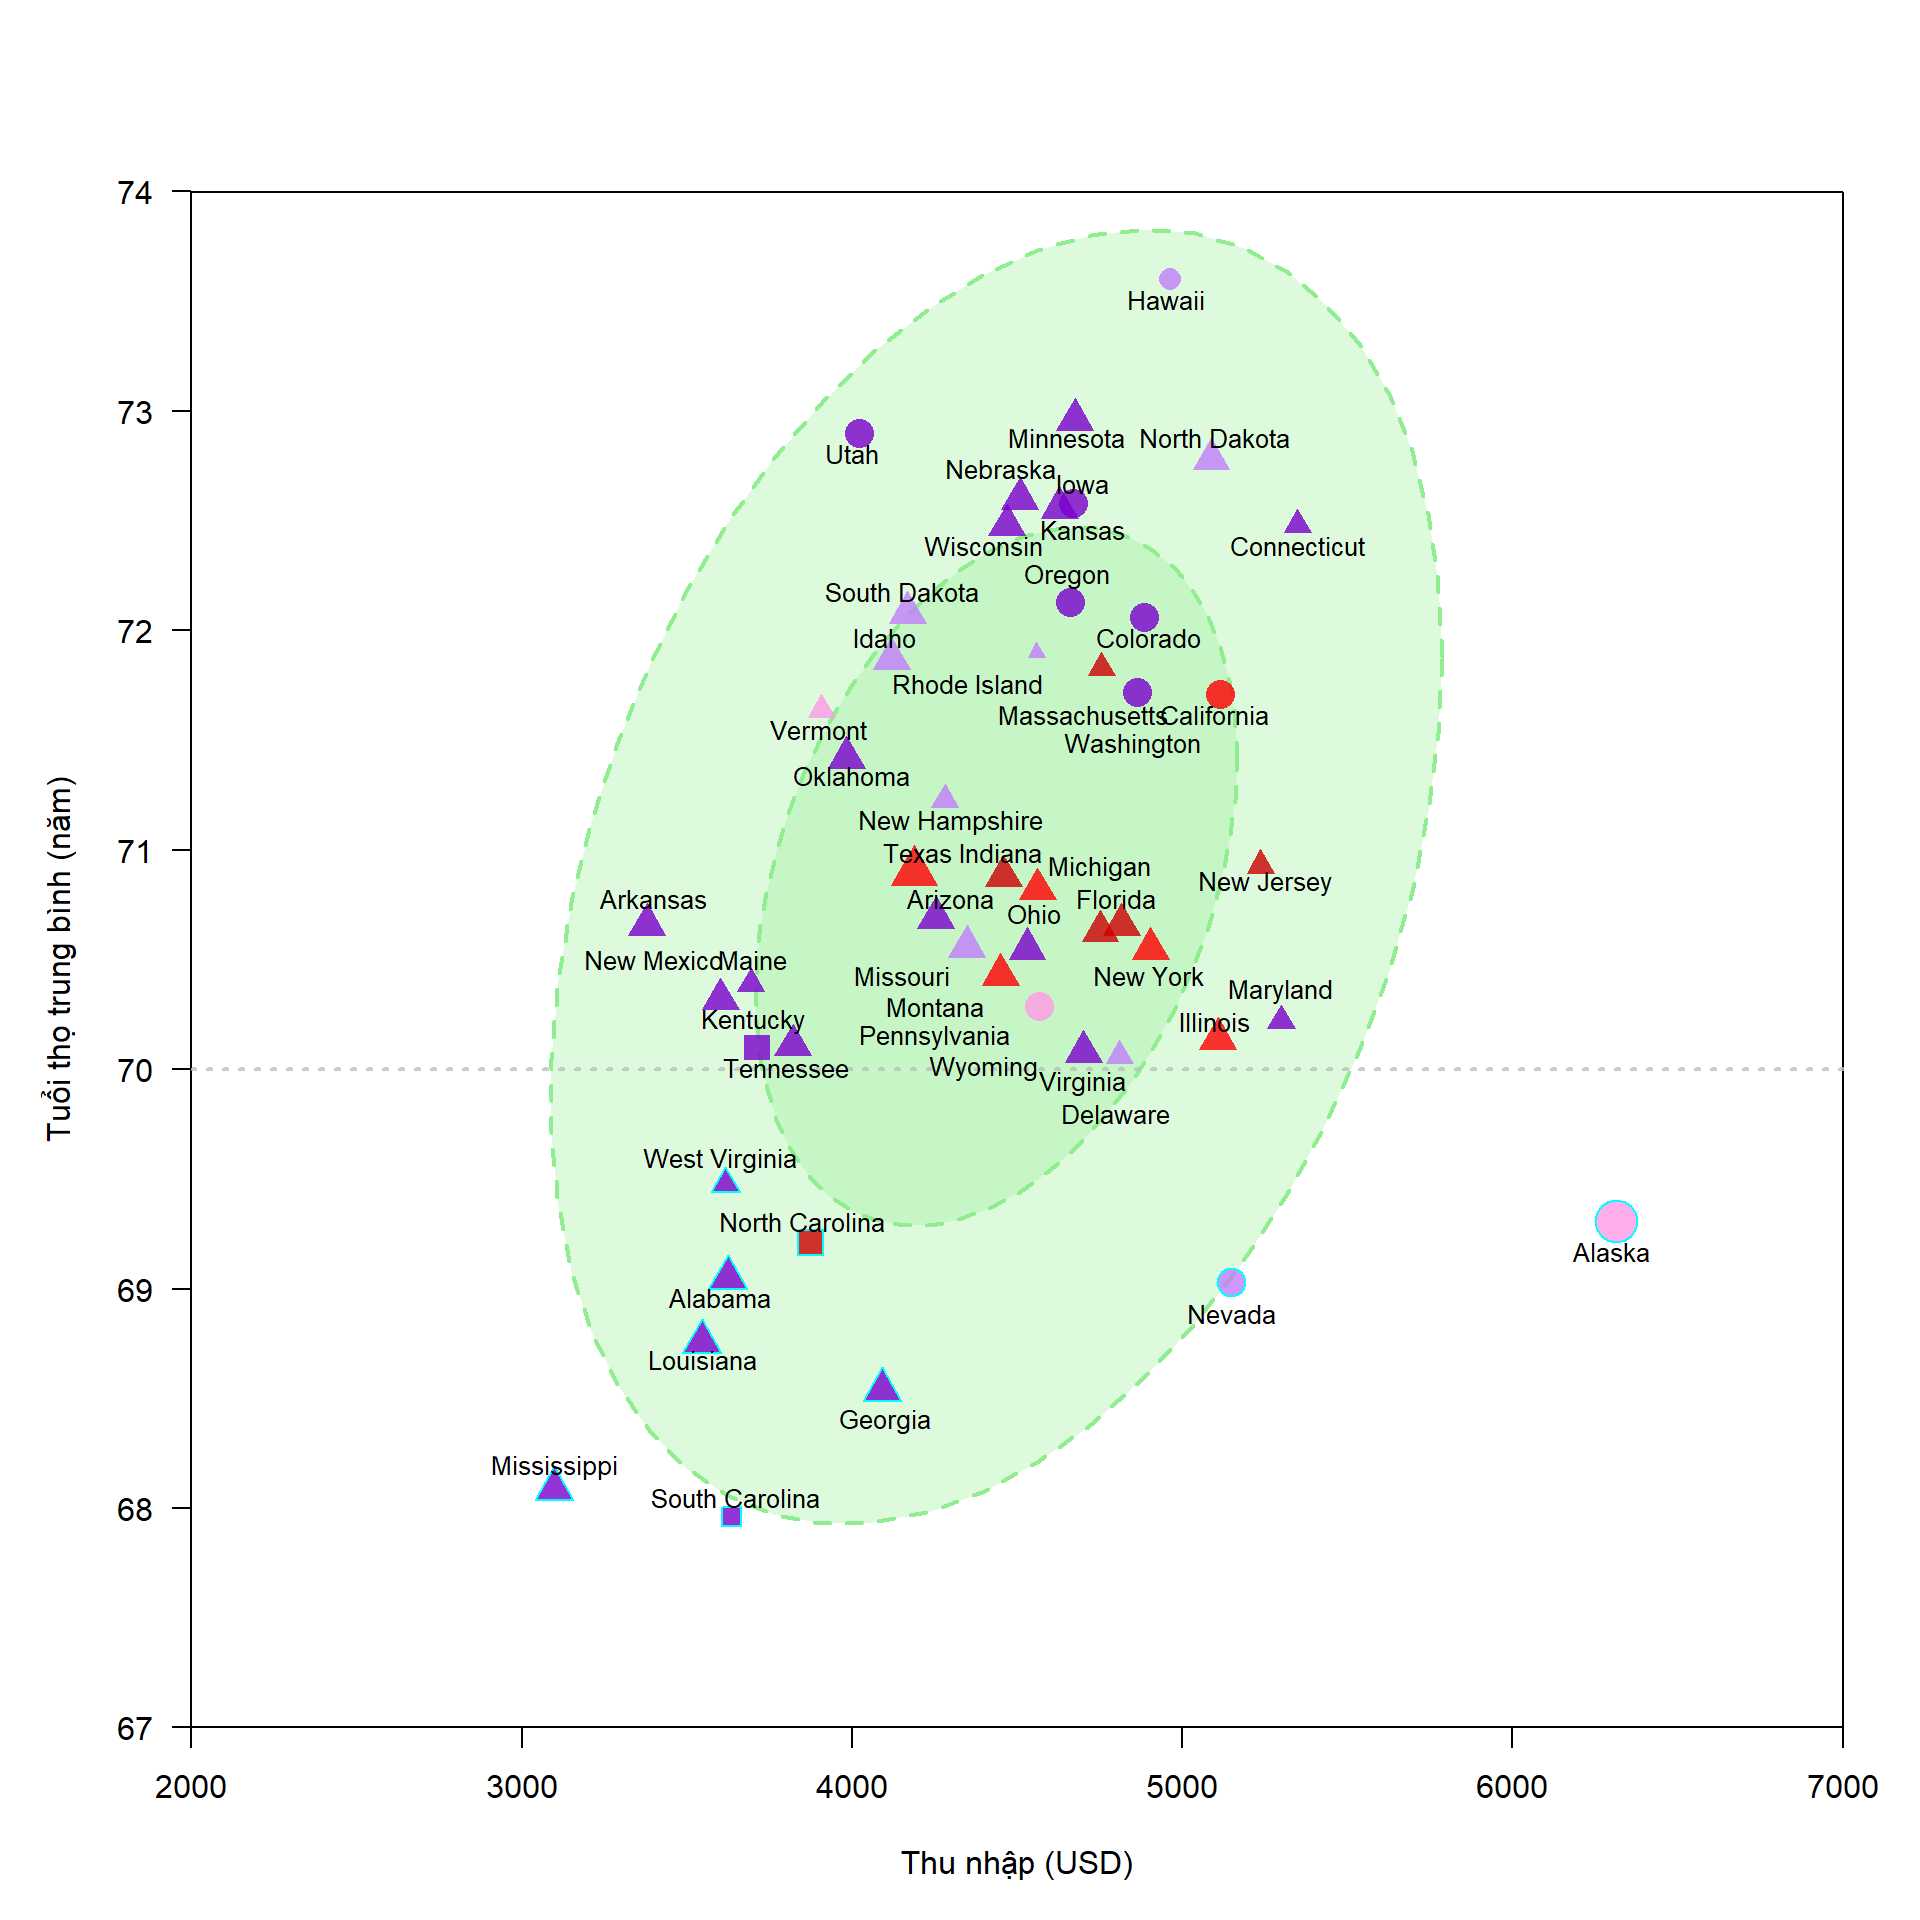 74
Hawaii
73
Minnesota
North Dakota
Utah
Nebraska
Iowa
Kansas
Wisconsin
Connecticut
Oregon
South Dakota
72
Idaho
Colorado
Rhode Island
Massachusetts
California
Vermont
Washington
Oklahoma
New Hampshire
71
Texas
Indiana
Michigan
New Jersey
Arkansas
Arizona
Florida
Ohio
New Mexico
Maine
Missouri
New York
Maryland
Montana
Kentucky
Illinois
Pennsylvania
70
Tennessee
Wyoming
Virginia
Delaware
West Virginia
North Carolina
Alaska
69
Alabama
Nevada
Louisiana
Georgia
Mississippi
South Carolina
68
67
2000
3000
4000
5000
6000
7000
Thu nhập (USD)
Tuổi thọ trung bình (năm)